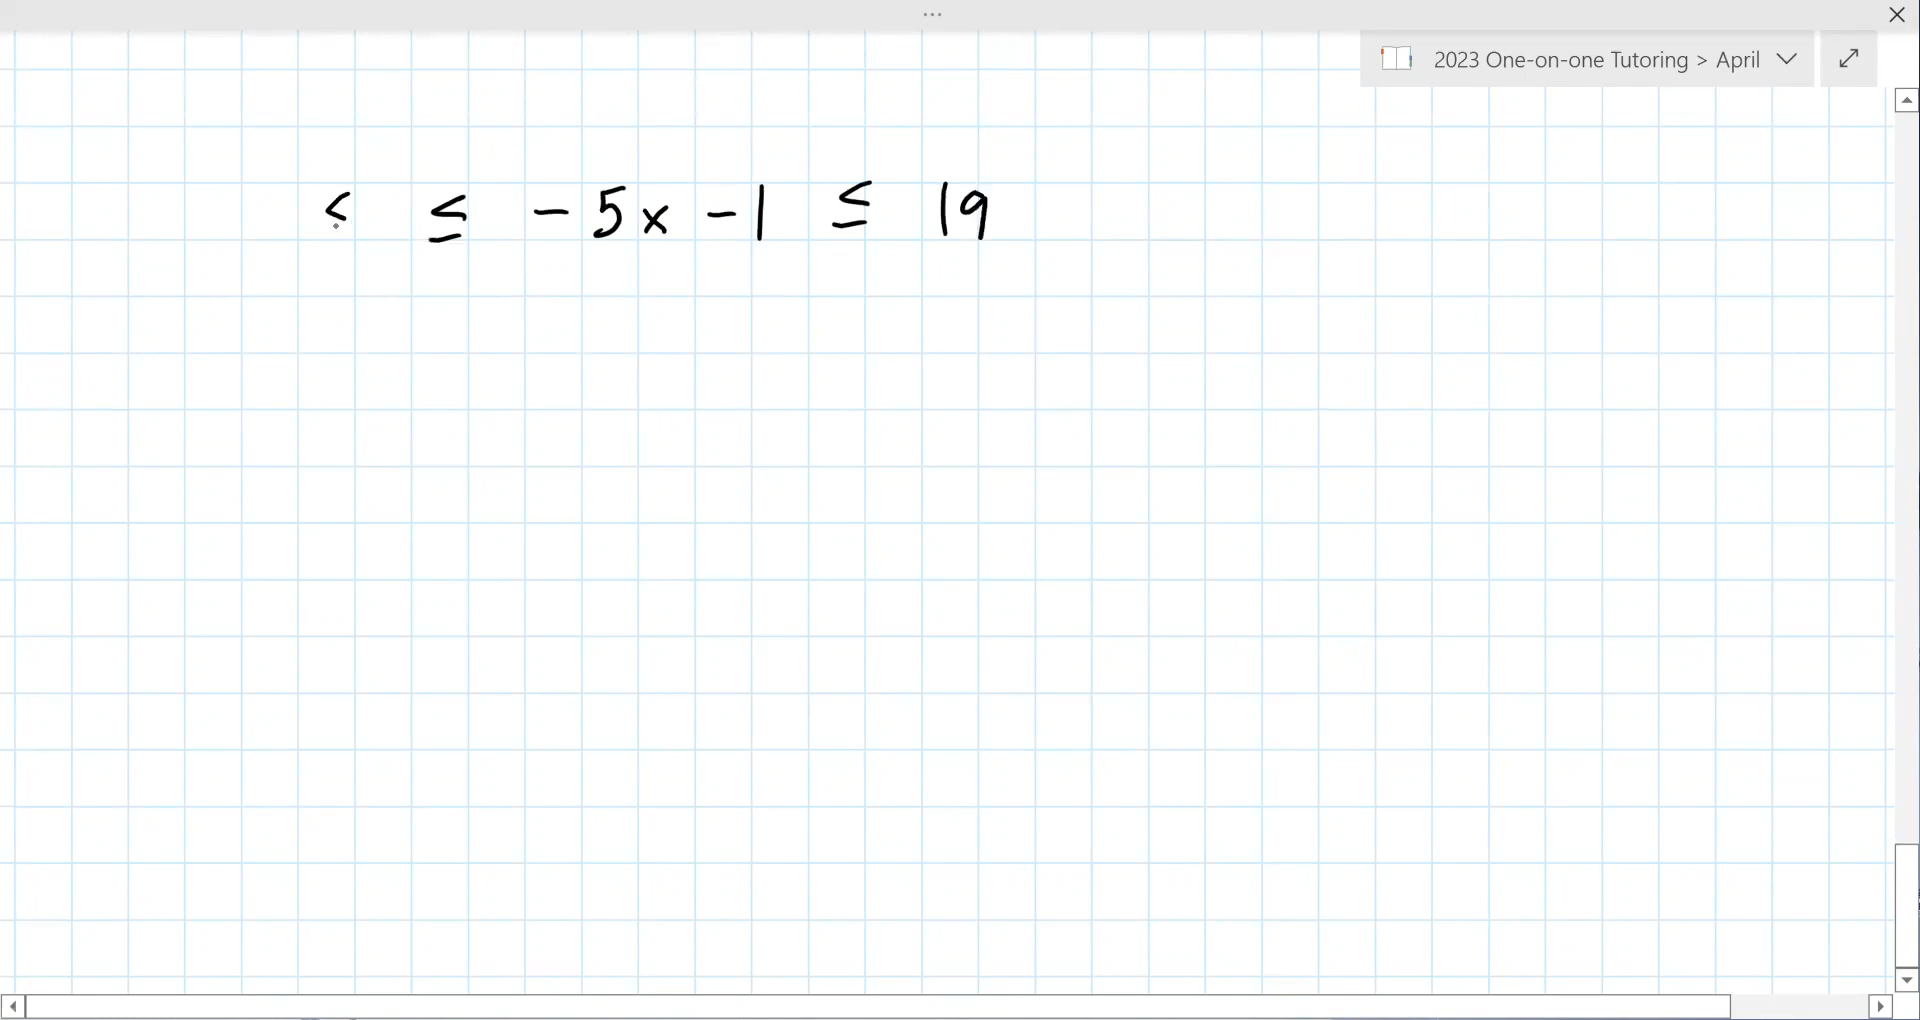 ...
2023 One-on-one Tutoring > April
< ≤ -5x -1 ≤ 19